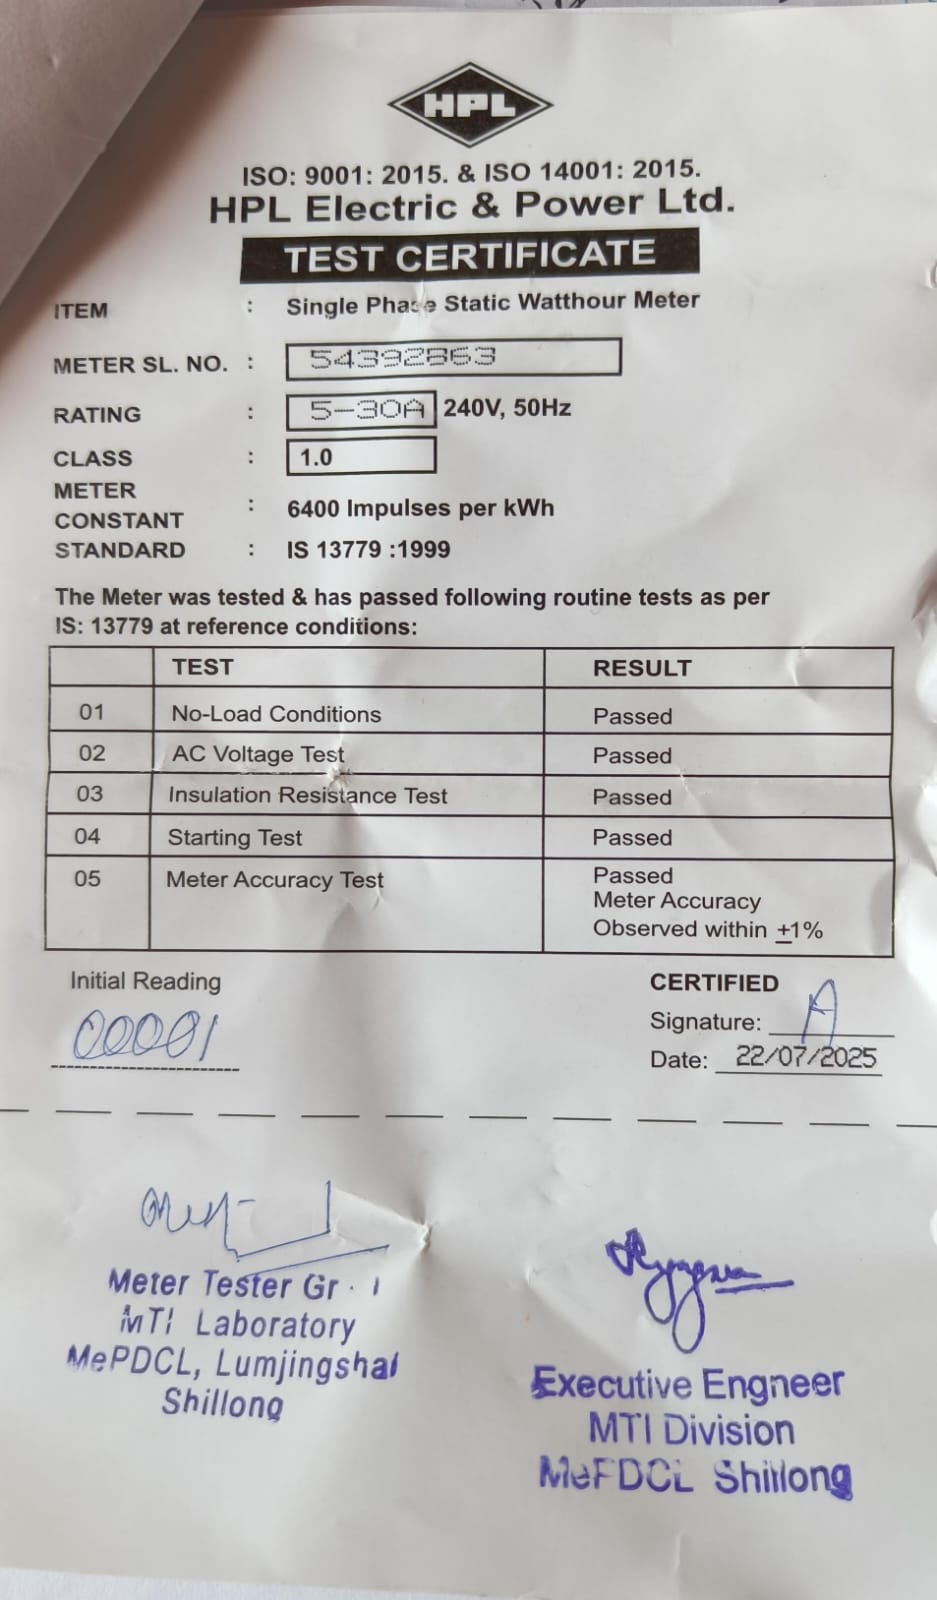 HPL
ISO: 9001: 2015. & ISO 14001: 2015.
HPL Electric & Power Ltd.
TEST CERTIFICATE
ITEM : Single Phase Static Watthour Meter
METER SL. NO. : 54392863
RATING : 5-30A 240V, 50Hz
CLASS : 1.0
METER
CONSTANT : 6400 Impulses per kWh
STANDARD : IS 13779 :1999
The Meter was tested & has passed following routine tests as per
IS: 13779 at reference conditions:
TEST RESULT
01 No-Load Conditions Passed
02 AC Voltage Test Passed
03 Insulation Resistance Test Passed
04 Starting Test Passed
05 Meter Accuracy Test Passed
Meter Accuracy
Observed within ±1%
Initial Reading
00001
CERTIFIED
Signature:
Date: 22/07/2025
Meter Tester Gr - I
MTI Laboratory
MePDCL, Lumjingshai
Shillong
Executive Engneer
MTI Division
MePDCL Shillong